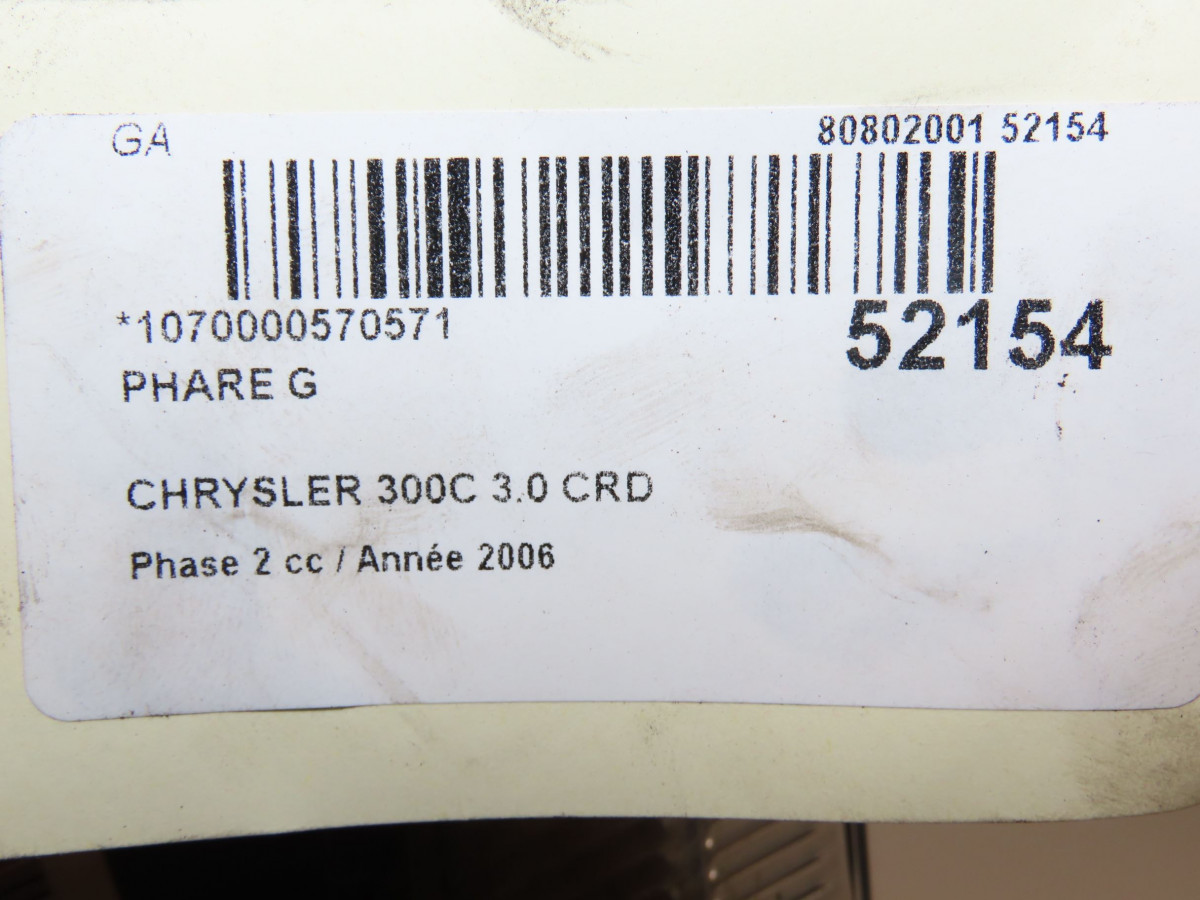 GA
80802001 52154
*1070000570571
52154
PHARE G
CHRYSLER 300C 3.0 CRD
Phase 2 cc / Année 2006